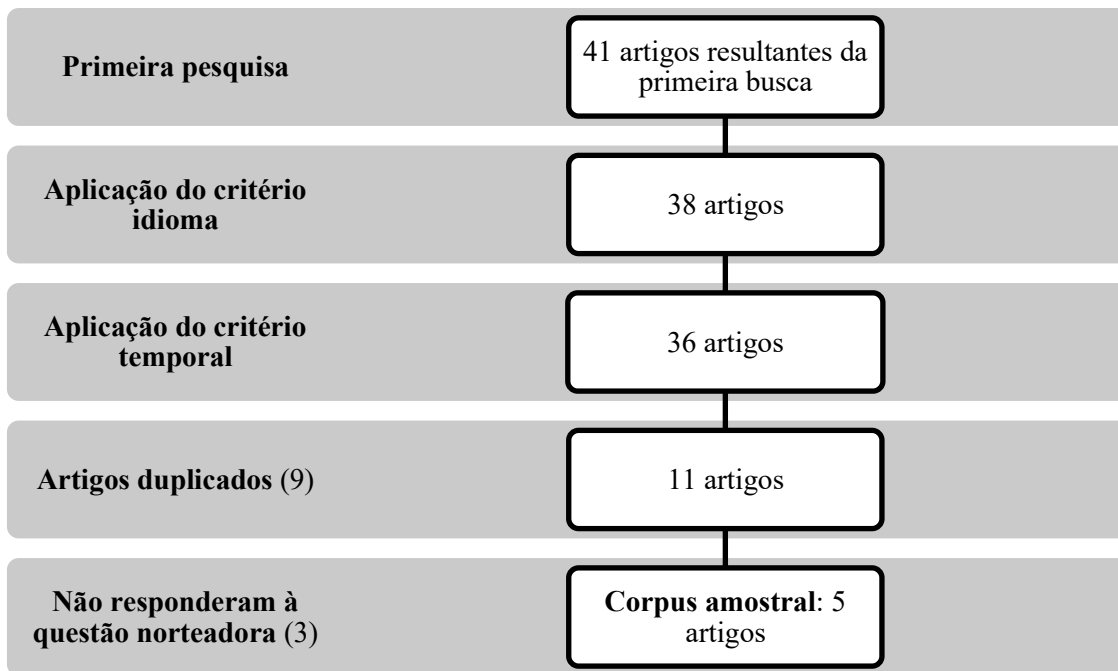 Primeira pesquisa
41 artigos resultantes da
primeira busca
Aplicação do critério
idioma
38 artigos
Aplicação do critério
temporal
36 artigos
Artigos duplicados (9)
11 artigos
Não responderam à
questão norteadora (3)
Corpus amostral: 5
artigos